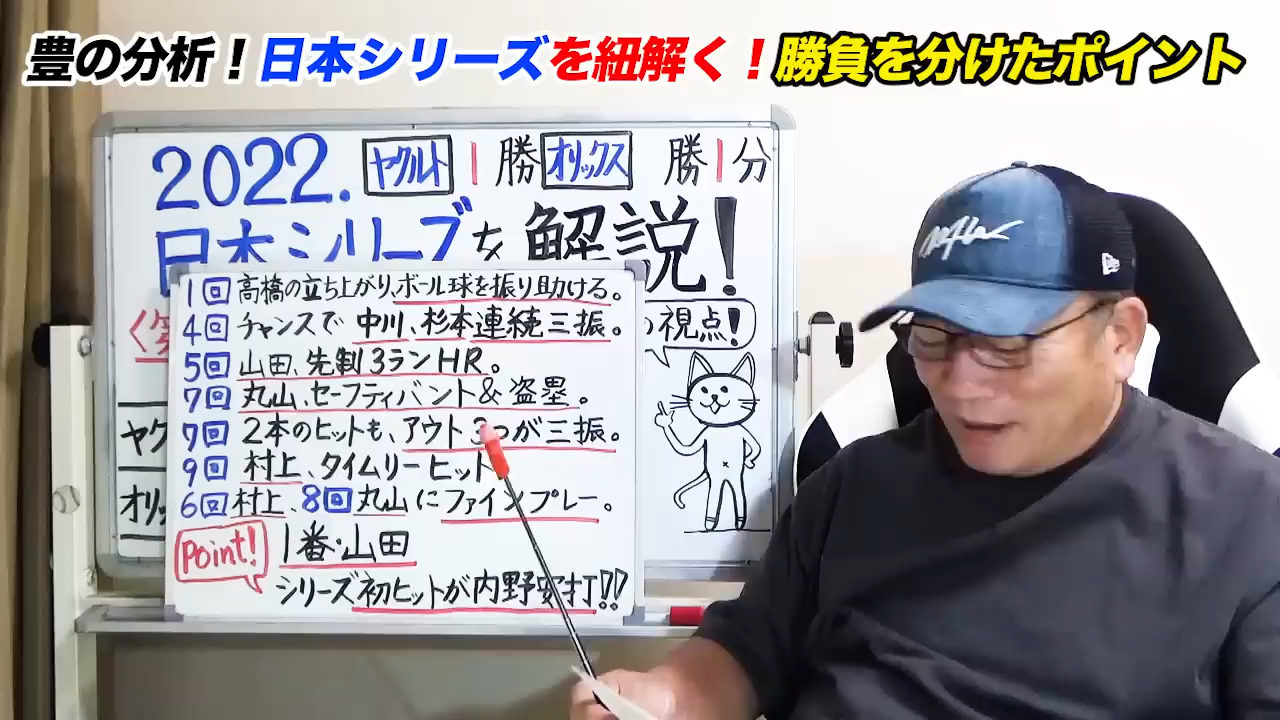 豊の分析！日本シリーズを紐解く！勝負を分けたポイント
2022. ヤクルト 1勝 オリックス 勝1分
日本シリーズを解説！
1回 高橋の立ち上がり、ボール球を振り助ける。
4回 チャンスで 中川、杉本連続三振。
5回 山田、先制3ランHR。
7回 丸山、セーフティバント&盗塁。
7回 2本のヒットも、アウト3つが三振。
9回 村上、タイムリーヒット
6回 村上、8回 丸山にファインプレー。
Point! 1番・山田
シリーズ初ヒットが内野安打!!
視点!
ヤク
オリッ